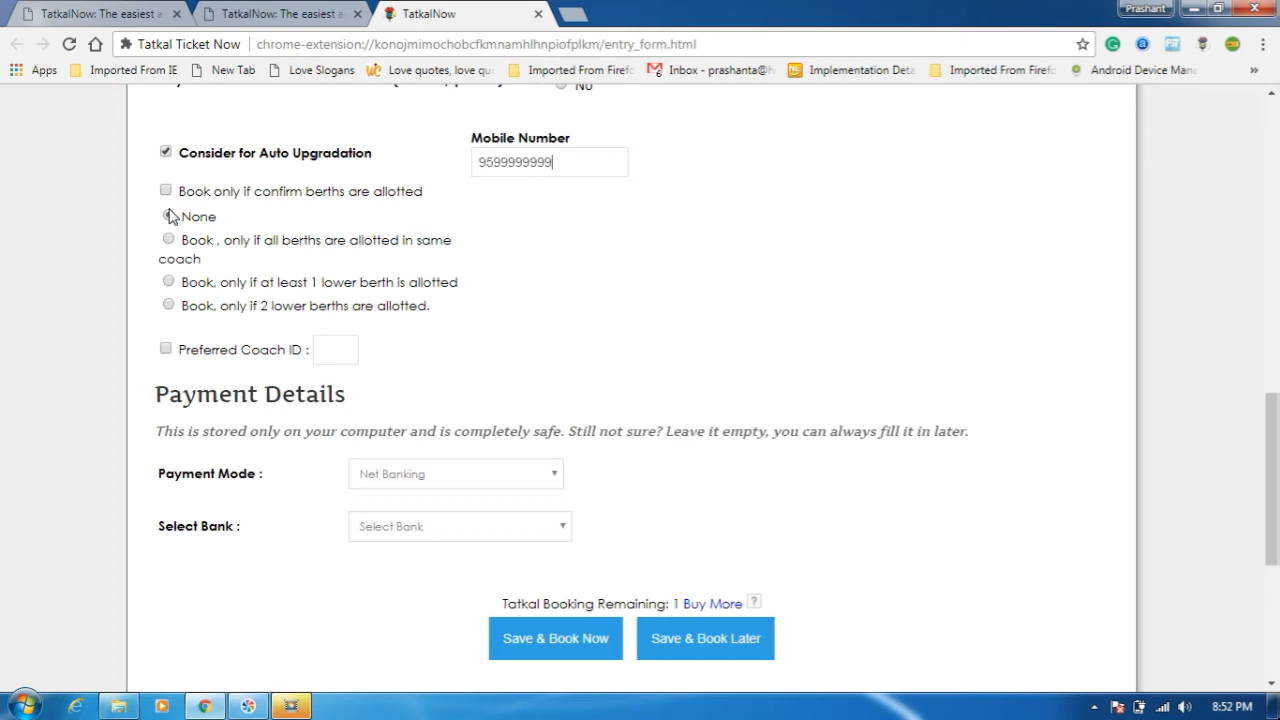 TatkalNow: The easiest a
TatkalNow: The easiest a
TatkalNow
Prashant
Tatkal Ticket Now
chrome-extension://konojmimochobcfkmnamhlhnpiofplkm/entry_form.html
Apps
Imported From IE
New Tab
Love Slogans
Love quotes, love qu
Imported From Firefo
Inbox - prashanta@h
Implementation Deta
Imported From Firefo
Android Device Mana
»
No
Consider for Auto Upgradation
Mobile Number
9599999999
Book only if confirm berths are allotted
None
Book , only if all berths are allotted in same
coach
Book, only if at least 1 lower berth is allotted
Book, only if 2 lower berths are allotted.
Preferred Coach ID :
Payment Details
This is stored only on your computer and is completely safe. Still not sure? Leave it empty, you can always fill it in later.
Payment Mode :
Net Banking
Select Bank :
Select Bank
Tatkal Booking Remaining: 1 Buy More ?
Save & Book Now
Save & Book Later
8:52 PM